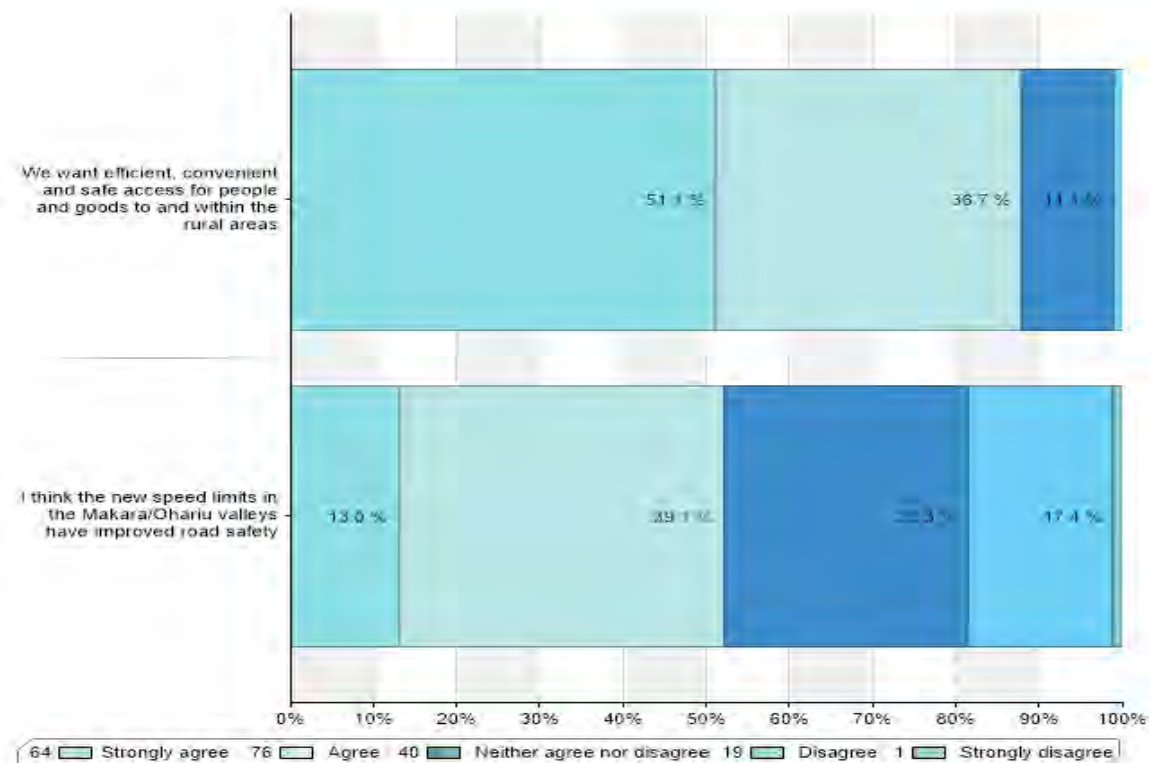 We want efficient, convenient
and safe access for people
and goods to and within the
rural areas
51.1 %
36.7 %
11.1 %
I think the new speed limits in
the Makara/Ohariu valleys
have improved road safety
13.0 %
39.1 %
17.4 %
0% 10% 20% 30% 40% 50% 60% 70% 80% 90% 100%
64 Strongly agree 76 Agree 40 Neither agree nor disagree 19 Disagree 1 Strongly disagree